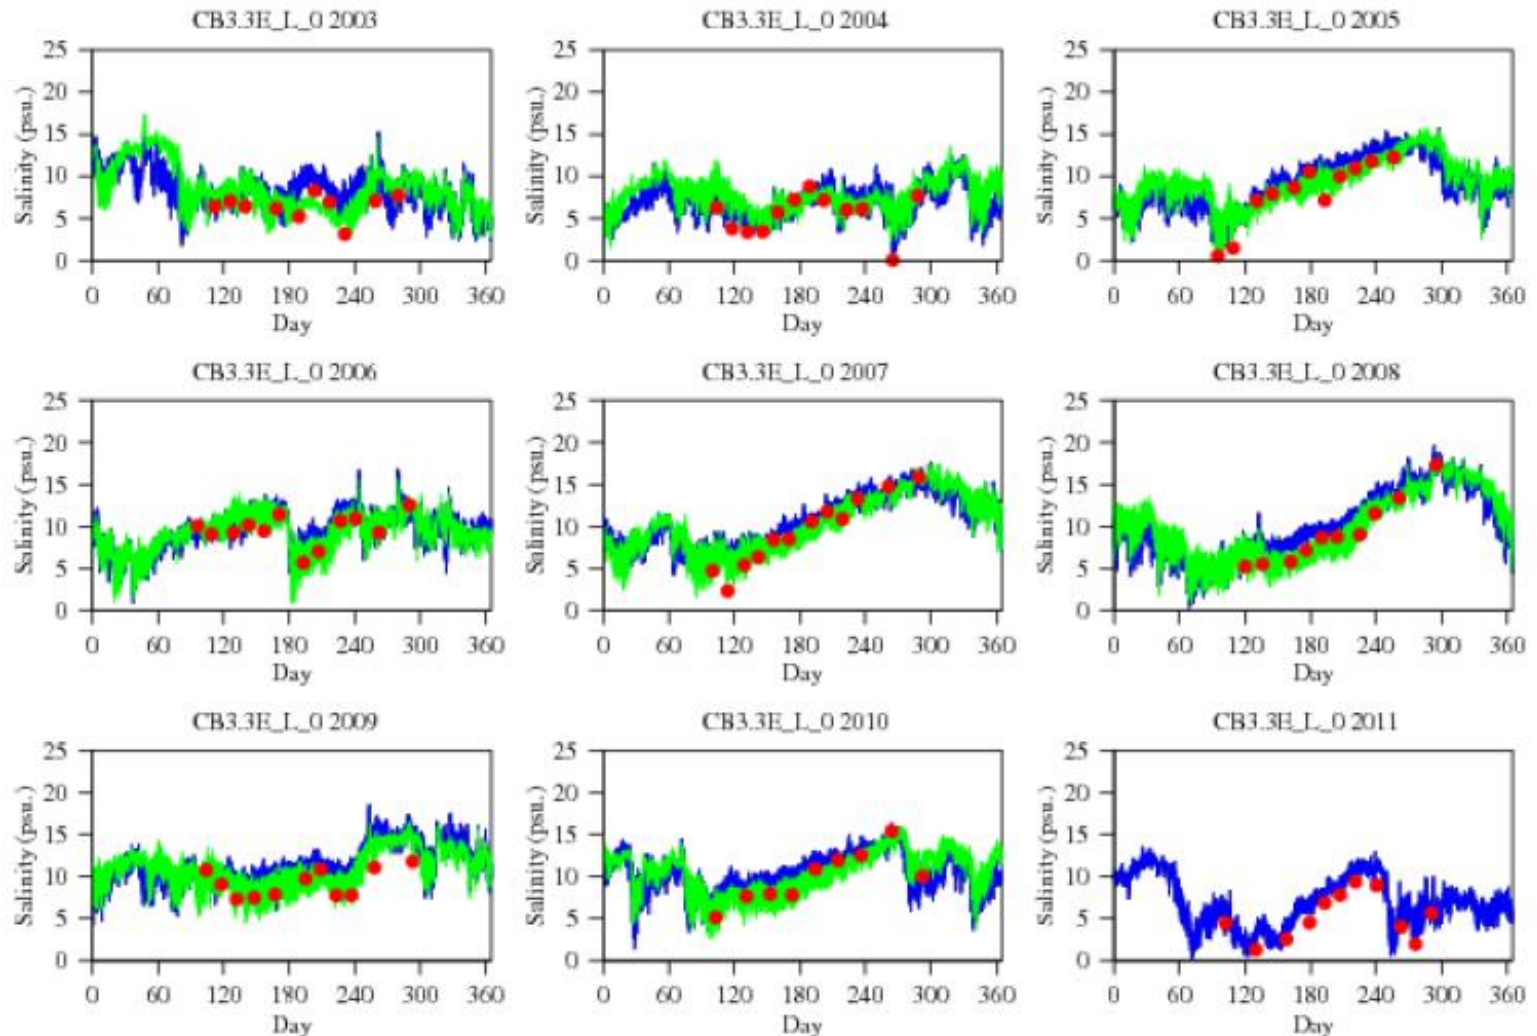 CB3.3E_L_0 2003 CB3.3E_L_0 2004 CB3.3E_L_0 2005
25 25 25
20 20 20
15 15 15
10 10 10
5 5 5
0 0 0
Salinity (psu.) Salinity (psu.) Salinity (psu.)
0 60 120 180 240 300 360 0 60 120 180 240 300 360 0 60 120 180 240 300 360
Day Day Day
CB3.3E_L_0 2006 CB3.3E_L_0 2007 CB3.3E_L_0 2008
25 25 25
20 20 20
15 15 15
10 10 10
5 5 5
0 0 0
Salinity (psu.) Salinity (psu.) Salinity (psu.)
0 60 120 180 240 300 360 0 60 120 180 240 300 360 0 60 120 180 240 300 360
Day Day Day
CB3.3E_L_0 2009 CB3.3E_L_0 2010 CB3.3E_L_0 2011
25 25 25
20 20 20
15 15 15
10 10 10
5 5 5
0 0 0
Salinity (psu.) Salinity (psu.) Salinity (psu.)
0 60 120 180 240 300 360 0 60 120 180 240 300 360 0 60 120 180 240 300 360
Day Day Day